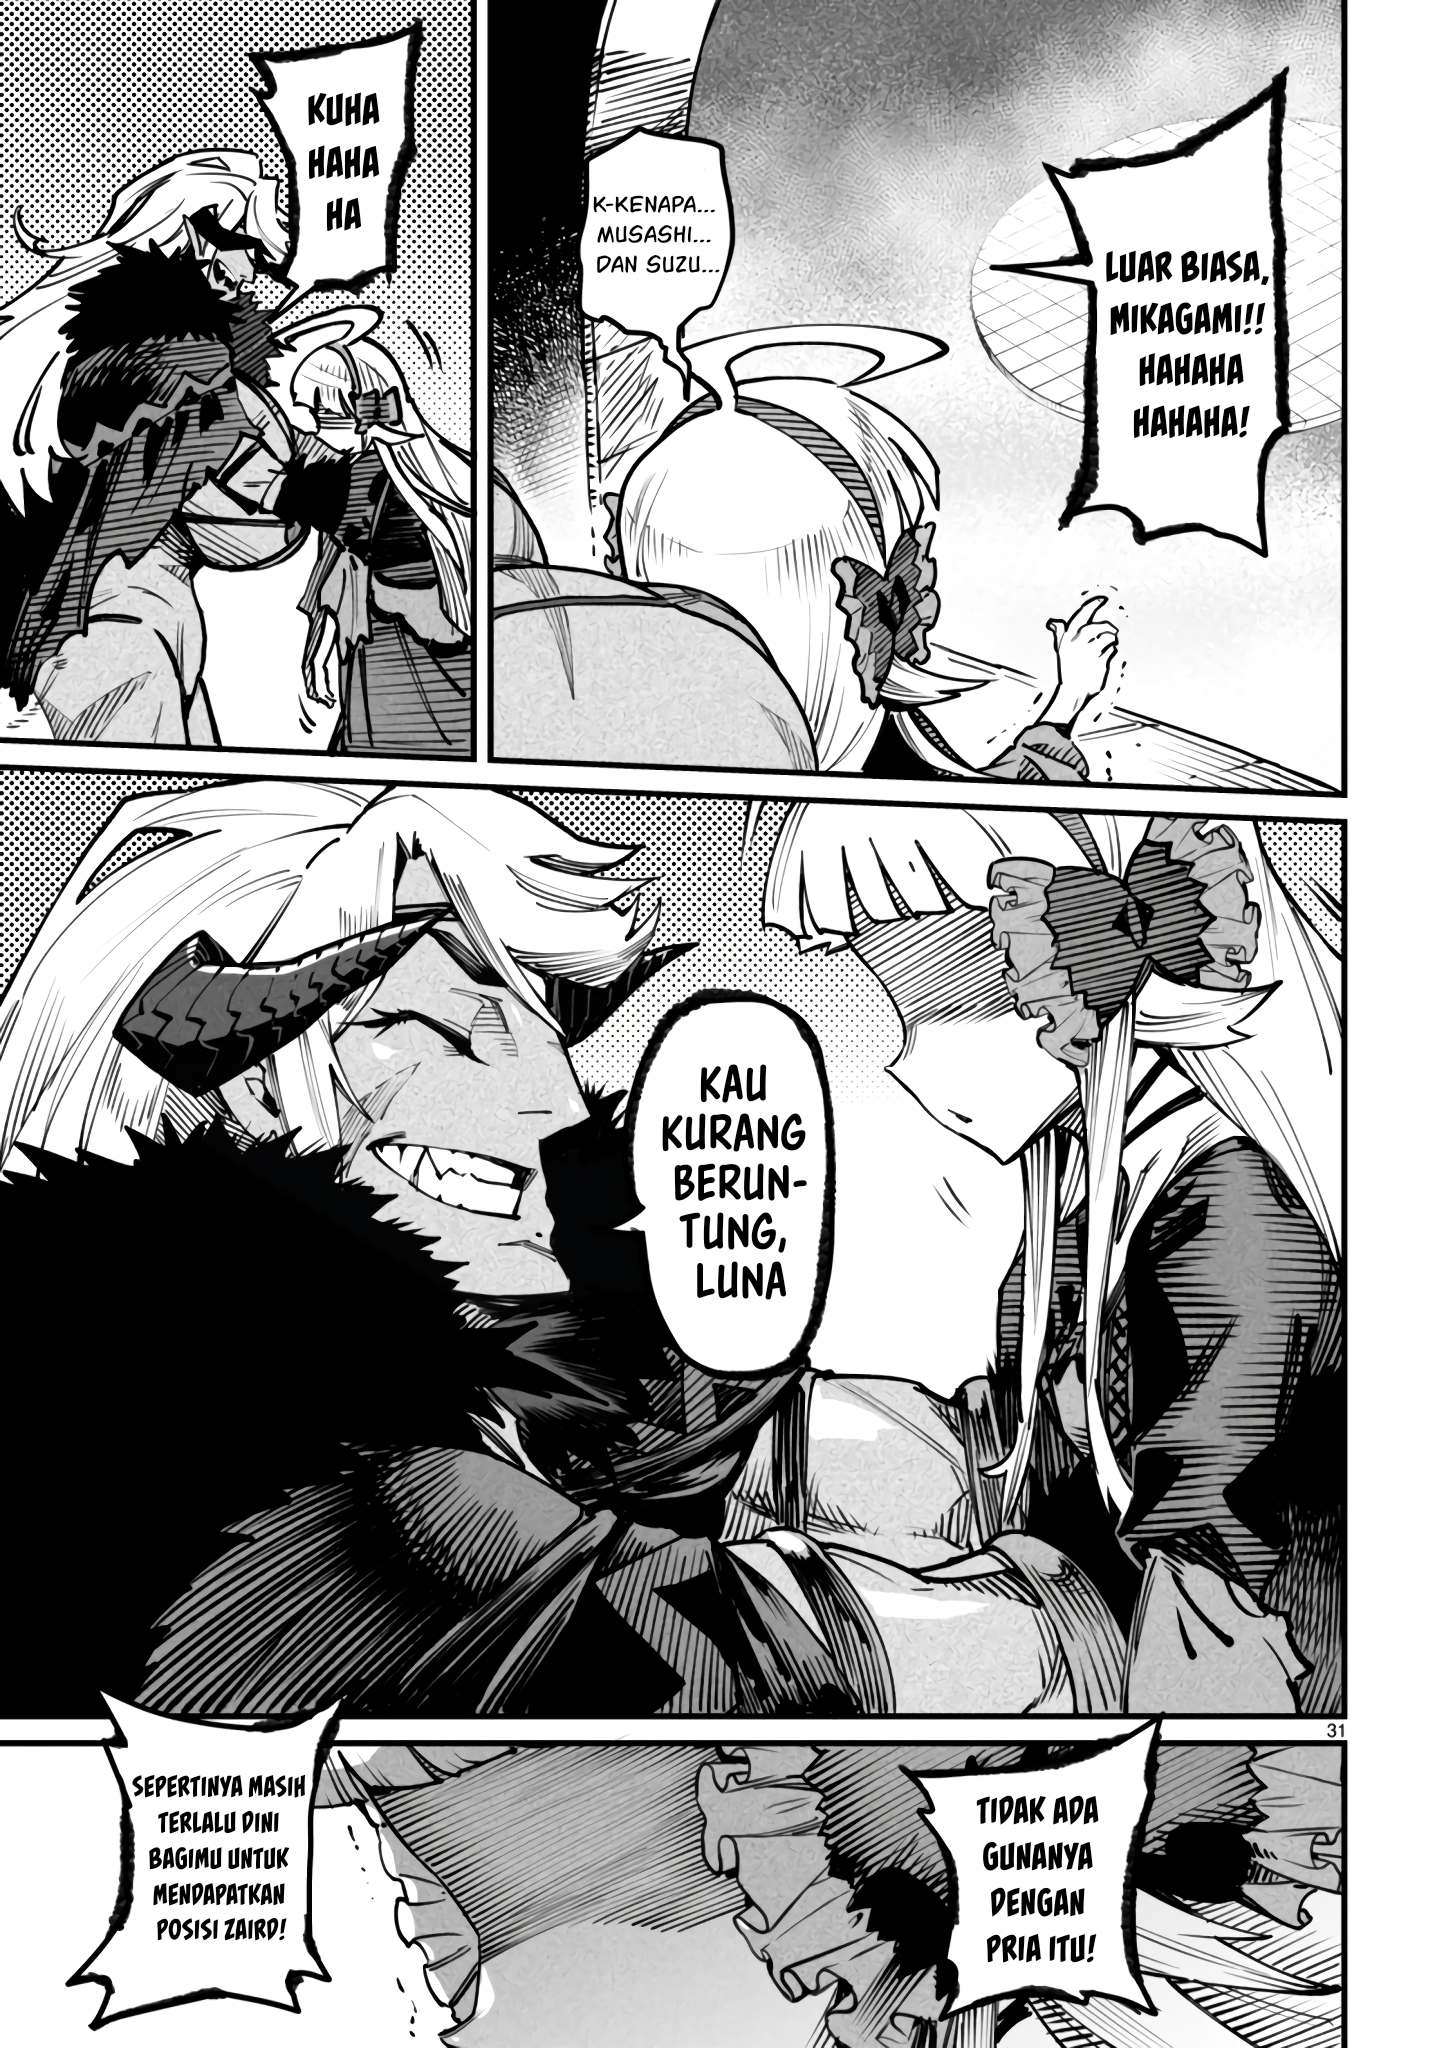 LUAR BIASA,
MIKAGAMI!!
HAHAHA
HAHAHA!
K-KENAPA...
MUSASHI...
DAN SUZU...
KUHA
HAHA
HA
KAU
KURANG
BERUN-
TUNG,
LUNA
31
TIDAK ADA
GUNANYA
DENGAN
PRIA ITU!
SEPERTINYA MASIH
TERLALU DINI
BAGIMU UNTUK
MENDAPATKAN
POSISI ZAIRD!